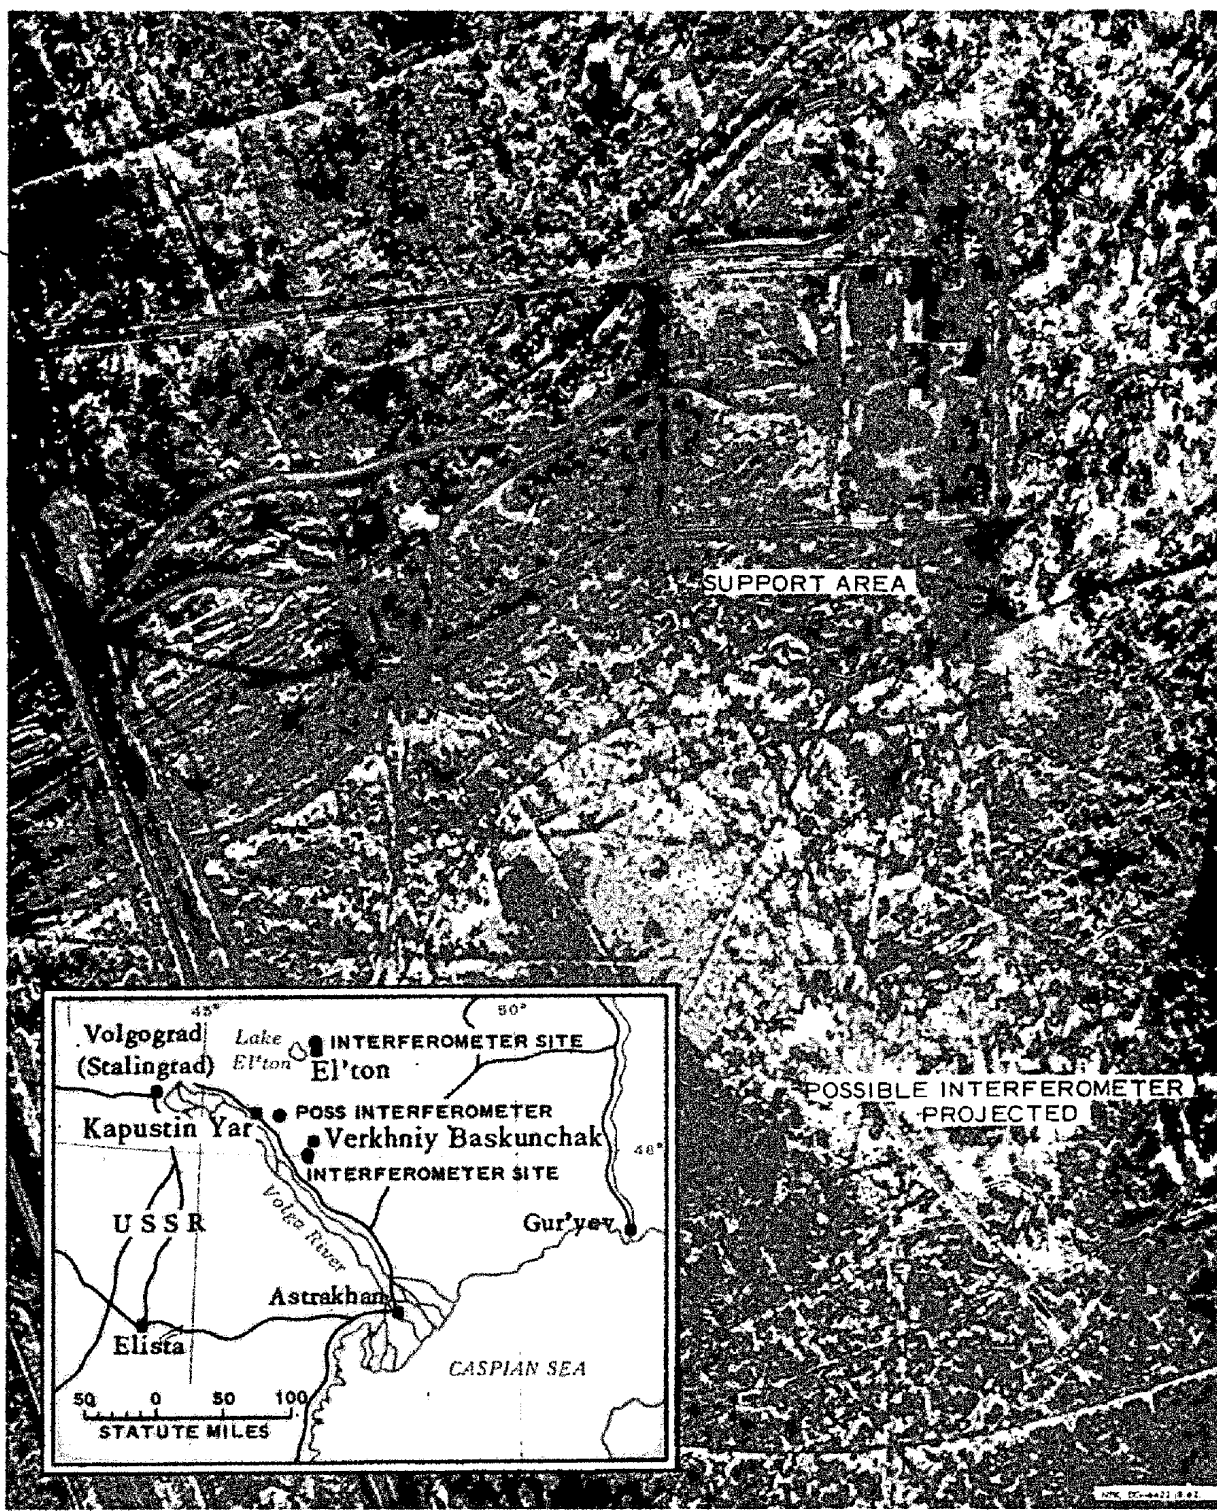 SUPPORT AREA
POSSIBLE INTERFEROMETER
PROJECTED
45°
50°
Volgograd
(Stalingrad)
Lake
El'ton
INTERFEROMETER SITE
El'ton
POSS INTERFEROMETER
Kapustin Yar
Verkhniy Baskunchak
48°
INTERFEROMETER SITE
Volga River
USSR
Gur'yev
Astrakhan
Elista
CASPIAN SEA
50 0 50 100
STATUTE MILES